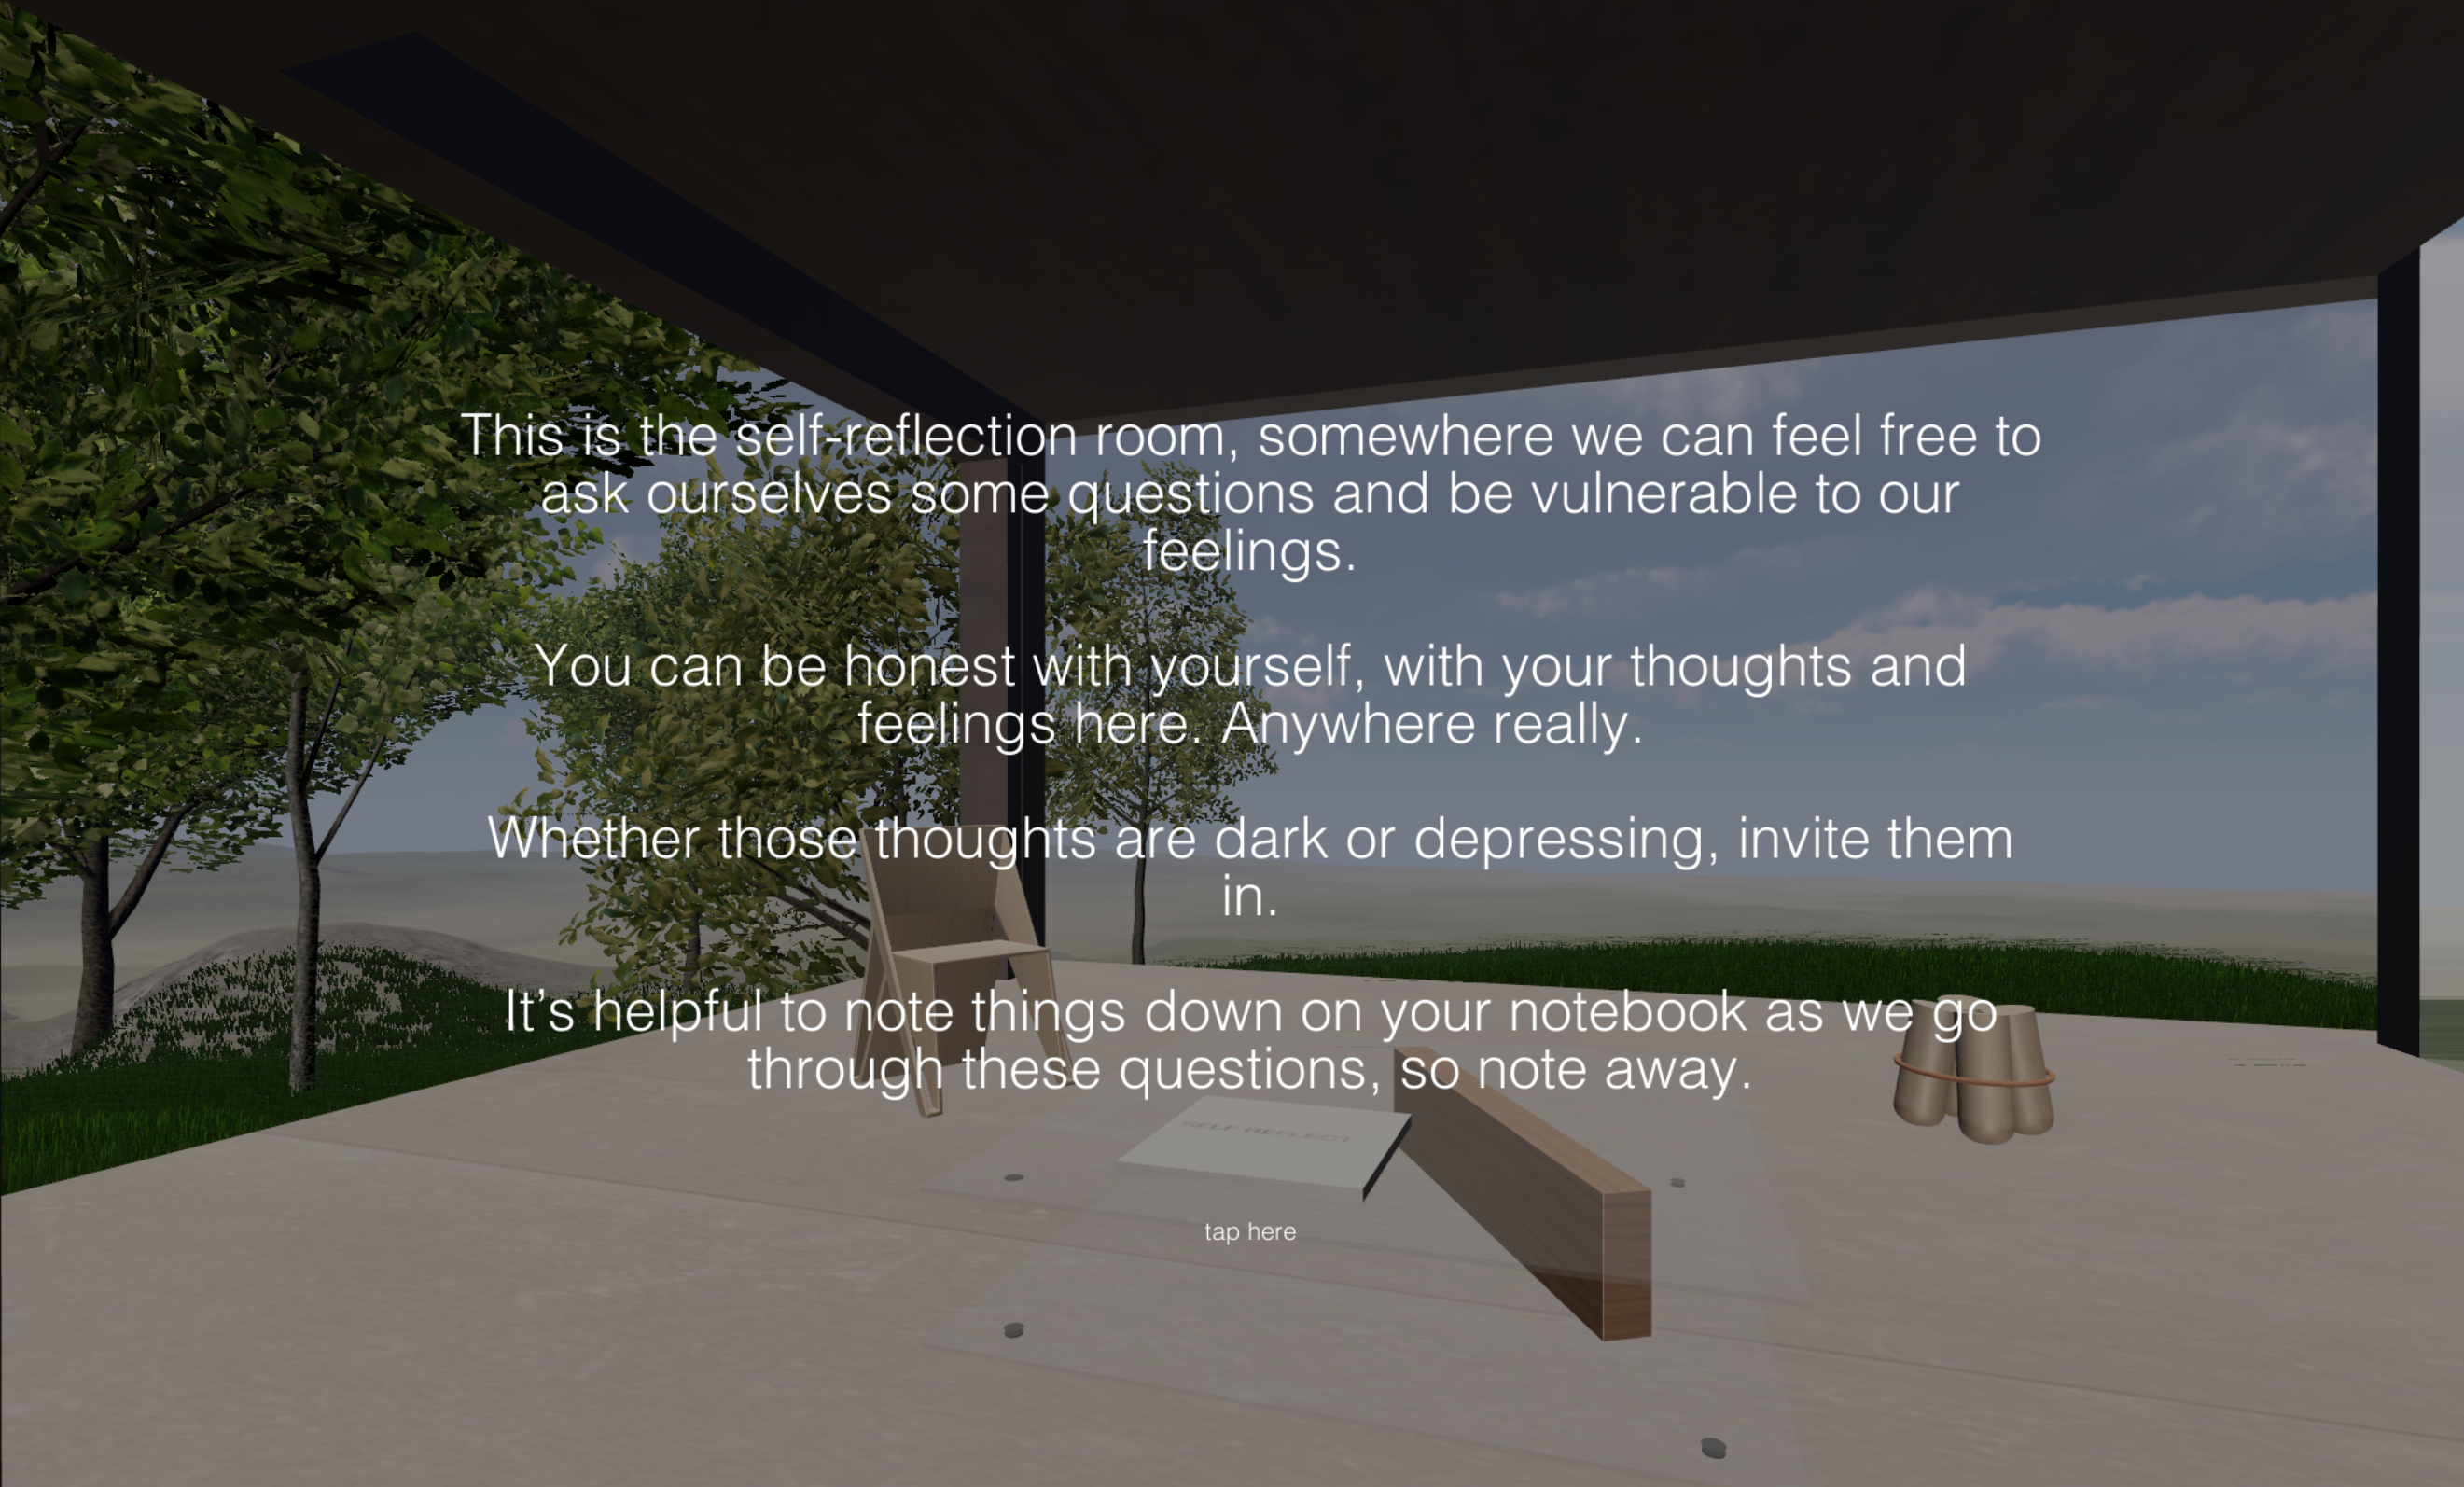 This is the self-reflection room, somewhere we can feel free to
ask ourselves some questions and be vulnerable to our
feelings.
You can be honest with yourself, with your thoughts and
feelings here. Anywhere really.
Whether those thoughts are dark or depressing, invite them
in.
It’s helpful to note things down on your notebook as we go
through these questions, so note away.
SELF REFLECT
tap here